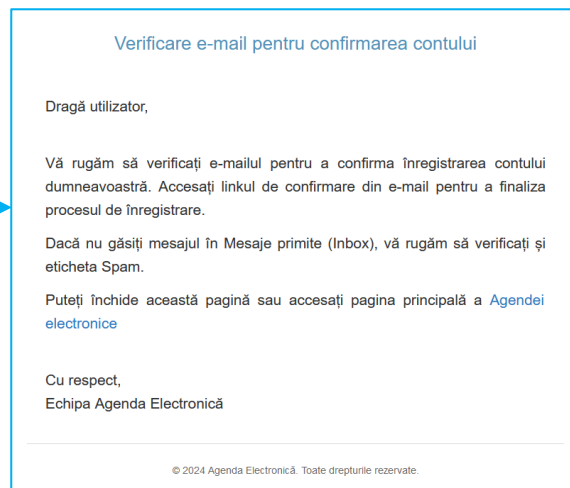 Verificare e-mail pentru confirmarea contului
Dragă utilizator,
Vă rugăm să verificați e-mailul pentru a confirma înregistrarea contului
dumneavoastră. Accesați linkul de confirmare din e-mail pentru a finaliza
procesul de înregistrare.
Dacă nu găsiți mesajul în Mesaje primite (Inbox), vă rugăm să verificați și
eticheta Spam.
Puteți închide această pagină sau accesați pagina principală a Agendei
electronice
Cu respect,
Echipa Agenda Electronică
© 2024 Agenda Electronică. Toate drepturile rezervate.